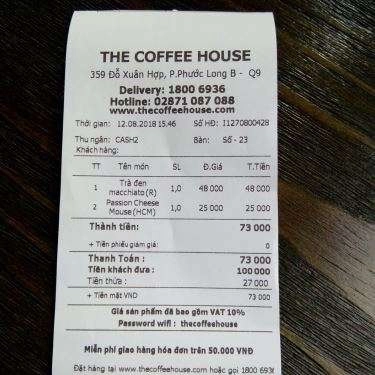 THE COFFEE HOUSE
359 Đỗ Xuân Hợp, P.Phước Long B - Q9
Delivery: 1800 6936
Hotline: 02871 087 088
www.thecoffeehouse.com
Thời gian: 12.08.2018 15.46 Số HĐ: I1270800428
Thu ngân: CASH2 Bàn: Số - 23
Khách hàng:
TT Tên món SL Đ.Giá T.Tiền
1 Trà đen macchiato(R) 1,0 48 000 48 000
2 Passion Cheese Mouse(HCM) 1,0 25 000 25 000
Thành tiền: 73 000
+ Tiền phiếu giảm giá: 0
Thanh Toán : 73 000
Tiền khách đưa : 100 000
Tiền thừa : 27 000
+ Tiền mặt VND 73 000
Giá sản phẩm đã bao gồm VAT 10%
Password wifi : thecoffeehouse
Miễn phí giao hàng hóa đơn trên 50.000 VNĐ
Đặt hàng tại www.thecoffeehouse.com hoặc gọi 1800 6936